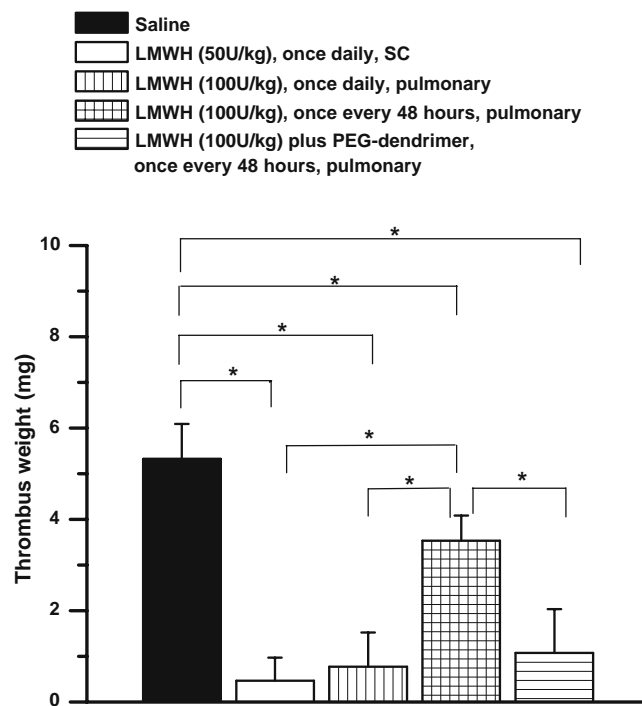 Saline
LMWH (50U/kg), once daily, SC
LMWH (100U/kg), once daily, pulmonary
LMWH (100U/kg), once every 48 hours, pulmonary
LMWH (100U/kg) plus PEG-dendrimer,
once every 48 hours, pulmonary
10
8
6
4
2
0
Thrombus weight (mg)
*
*
*
*
*
*
*